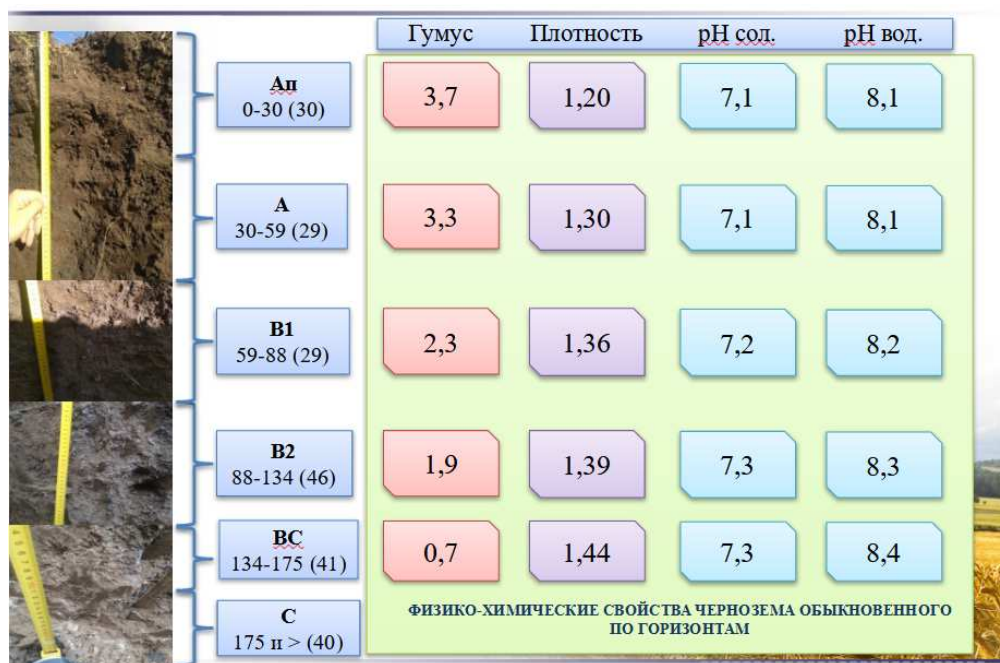 Гумус Плотность рН сол. рН вод.
Ап
0-30 (30)
3,7 1,20 7,1 8,1
А
30-59 (29)
3,3 1,30 7,1 8,1
В1
59-88 (29)
2,3 1,36 7,2 8,2
В2
88-134 (46)
1,9 1,39 7,3 8,3
ВС
134-175 (41)
0,7 1,44 7,3 8,4
С
175 и > (40)
ФИЗИКО-ХИМИЧЕСКИЕ СВОЙСТВА ЧЕРНОЗЕМА ОБЫКНОВЕННОГО
ПО ГОРИЗОНТАМ